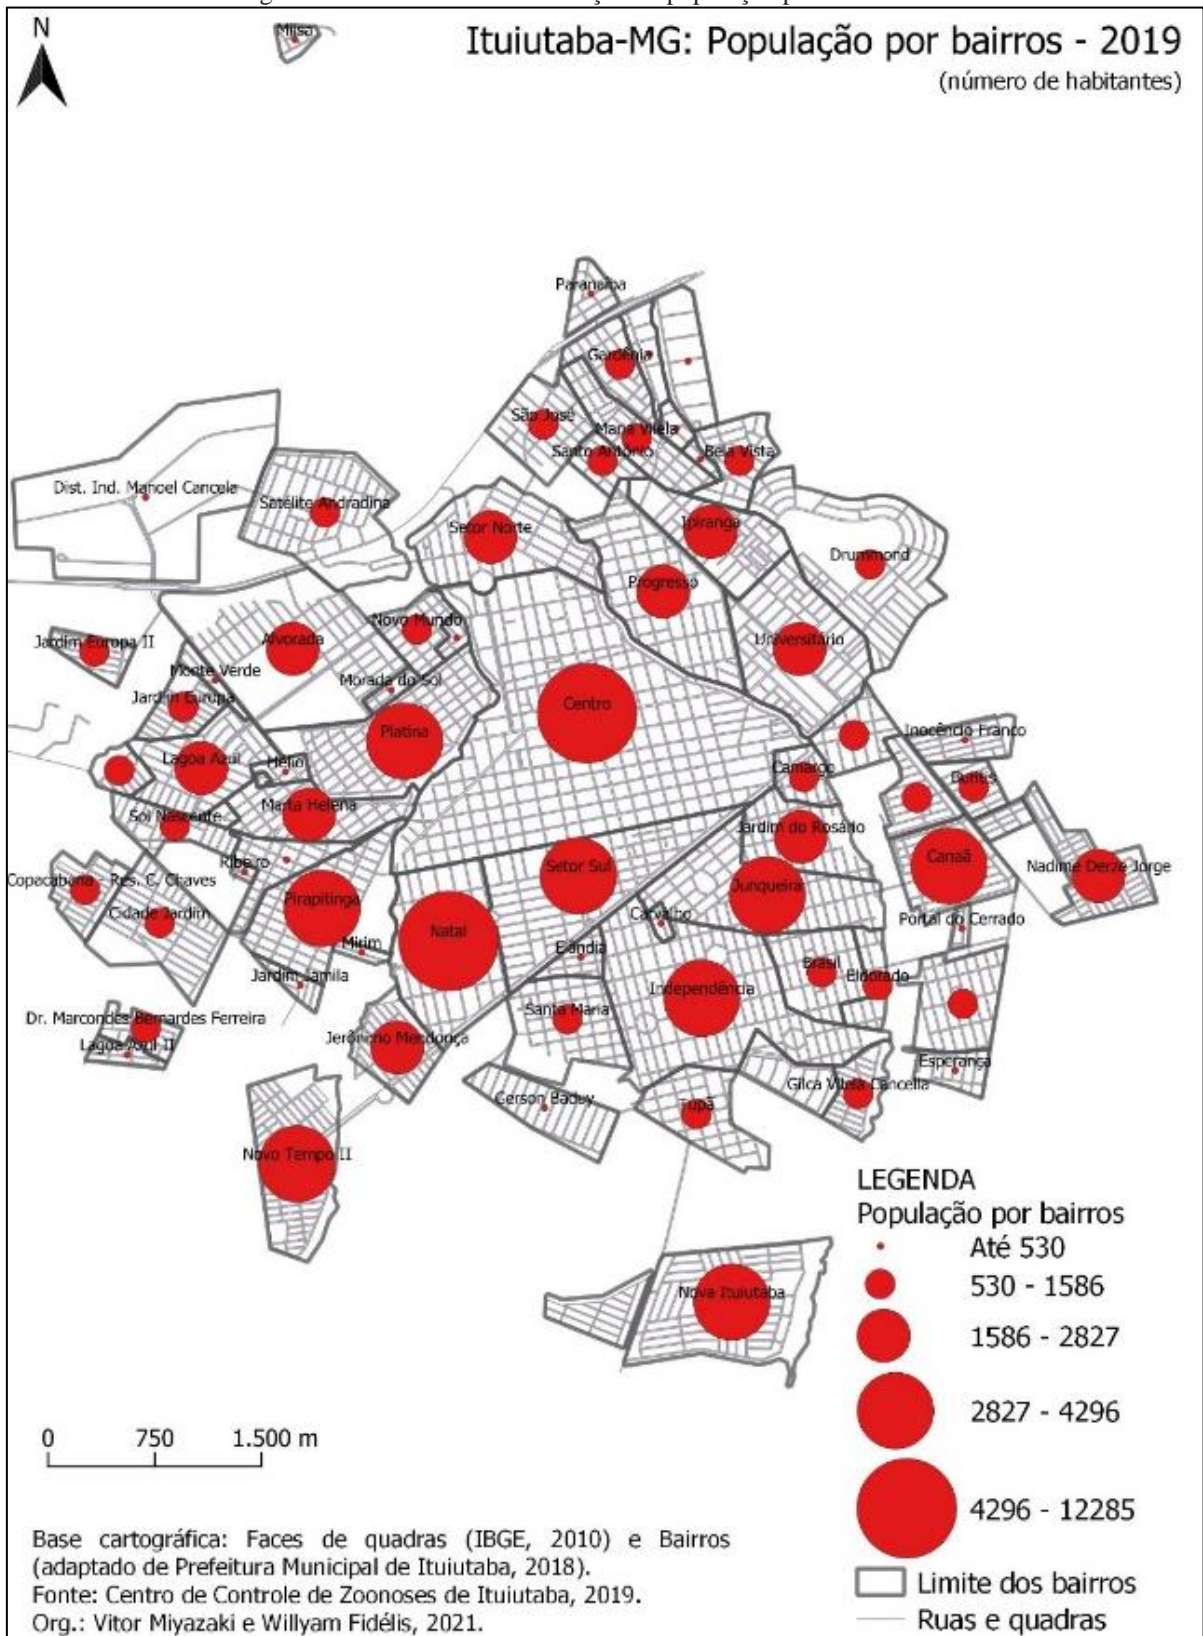 N
Ituiutaba-MG: População por bairros - 2019
(número de habitantes)
Paranaíba
Gardênia
São José
Maria Vilela
Santo Antônio
Bela Vista
Dist. Ind. Manoel Cancela
Satélite Andradina
Setor Norte
Ipiranga
Drummond
Progresso
Novo Mundo
Alvorada
Universitário
Jardim Europa II
Monte Verde
Morada do Sol
Jardim Europa
Centro
Platina
Inocêncio Franco
Lagoa Azul
Hélio
Camargo
Buritis
Marta Helena
Sol Nascente
Jardim do Rosário
Ribeiro
Setor Sul
Canaã
Nadime Derze Jorge
Copacabana - Res. C. Chaves
Junqueira
Pirapitinga
Cidade Jardim
Carvalho
Portal do Cerrado
Natal
Mirim
Elândia
Jardim Jamila
Brasil
Eldorado
Independência
Santa Maria
Dr. Marcondes Bernardes Ferreira
Jerônimo Mendonça
Lagoa Azul II
Esperança
Gilca Vilela Cancella
Gerson Baduy
Tupã
Novo Tempo II
Nova Ituiutaba
LEGENDA
População por bairros
Até 530
530 - 1586
1586 - 2827
2827 - 4296
4296 - 12285
Limite dos bairros
Ruas e quadras
0 750 1.500 m
Base cartográfica: Faces de quadras (IBGE, 2010) e Bairros
(adaptado de Prefeitura Municipal de Ituiutaba, 2018).
Fonte: Centro de Controle de Zoonoses de Ituiutaba, 2019.
Org.: Vitor Miyazaki e Willyam Fidélis, 2021.